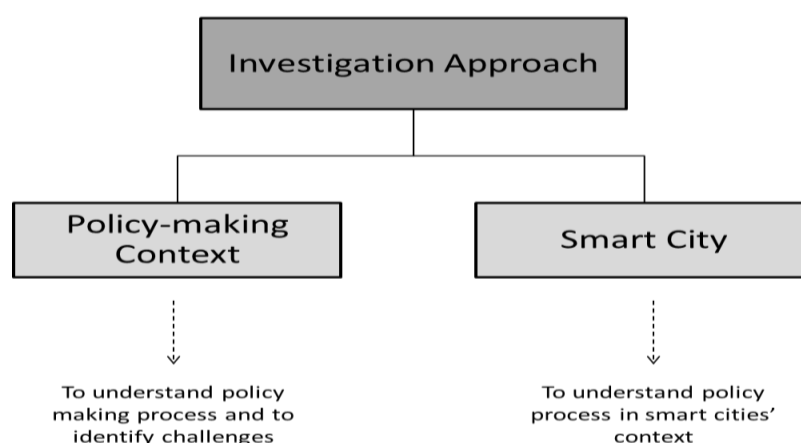 Investigation Approach
Policy-making
Context
Smart City
To understand policy
making process and to
identify challenges
To understand policy
process in smart cities’
context